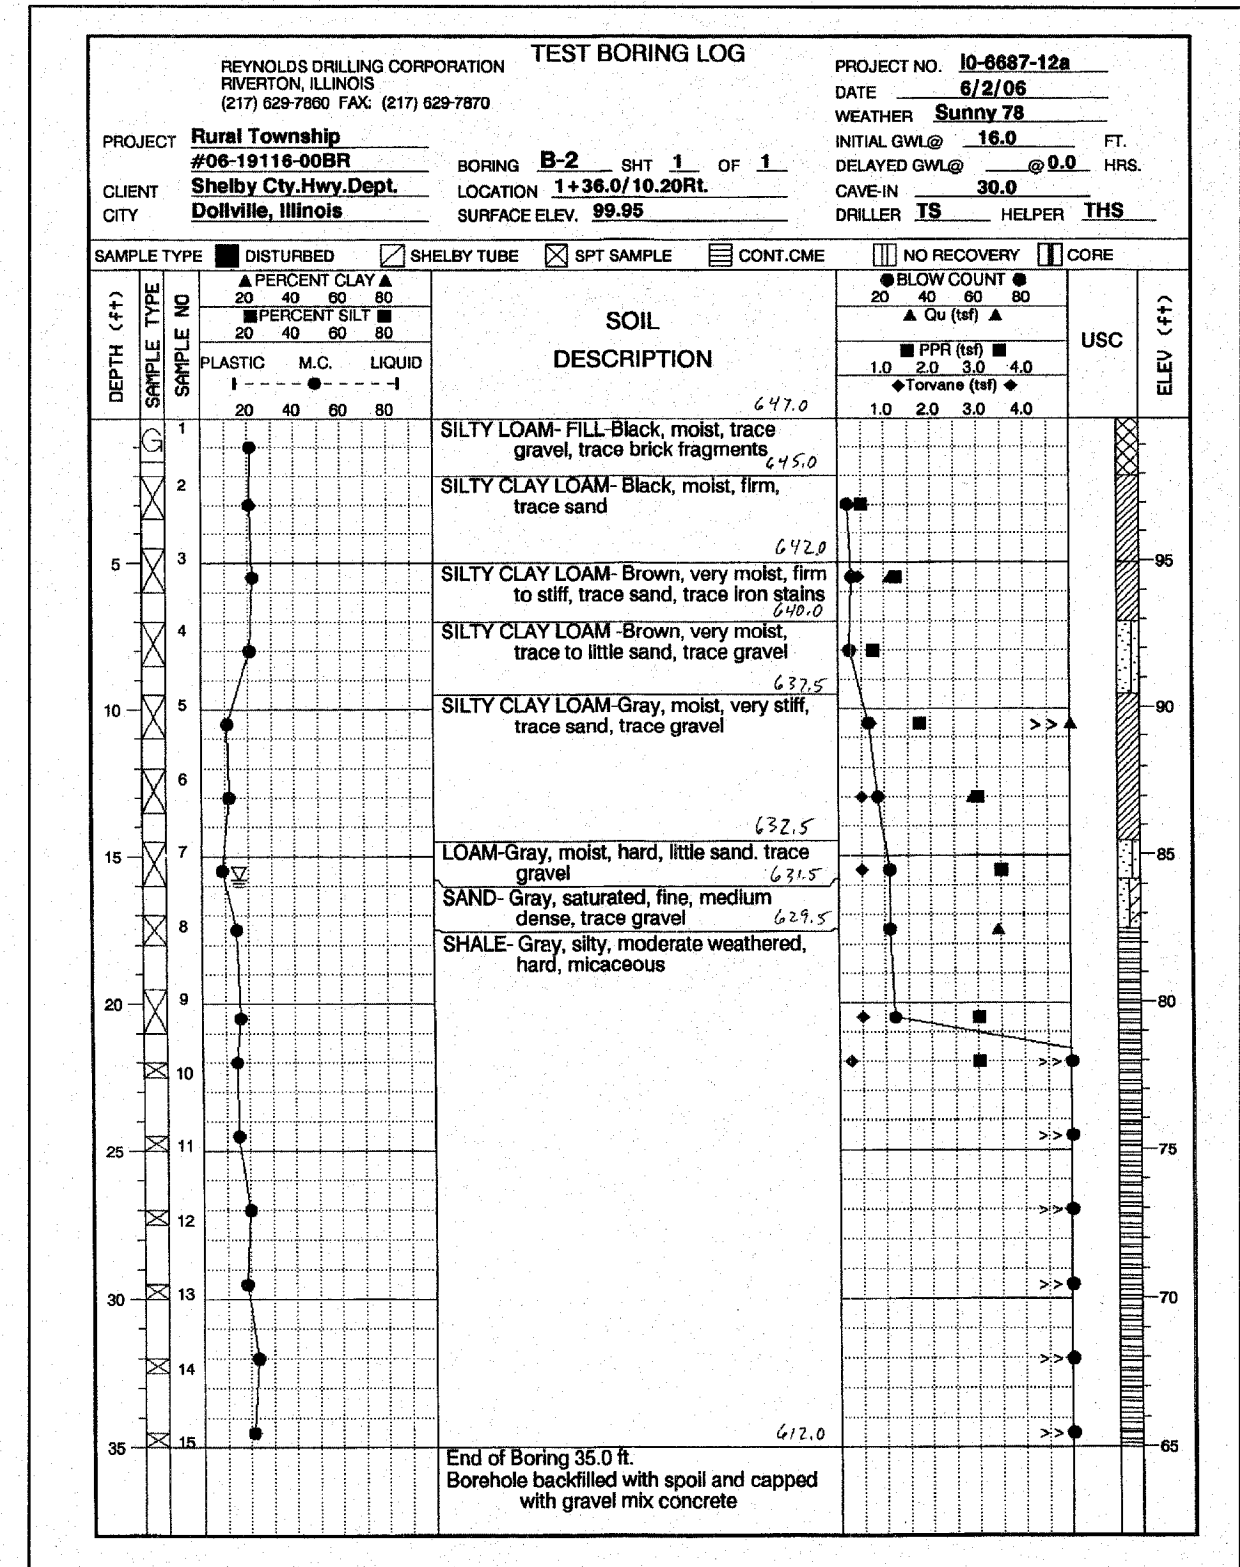 TEST BORING LOG
REYNOLDS DRILLING CORPORATION
RIVERTON, ILLINOIS
(217) 629-7860 FAX: (217) 629-7870
PROJECT Rural Township
#06-19116-00BR
CLIENT Shelby Cty.Hwy.Dept.
CITY Dollville, Illinois
BORING B-2 SHT 1 OF 1
LOCATION 1+36.0/10.20Rt.
SURFACE ELEV. 99.95
PROJECT NO. I0-6687-12a
DATE 6/2/06
WEATHER Sunny 78
INITIAL GWL@ 16.0 FT.
DELAYED GWL@ @ 0.0 HRS.
CAVE-IN 30.0
DRILLER TS HELPER THS
SAMPLE TYPE DISTURBED SHELBY TUBE SPT SAMPLE CONT.CME NO RECOVERY CORE
DEPTH (ft)
SAMPLE TYPE
SAMPLE NO
PERCENT CLAY
20 40 60 80
PERCENT SILT
20 40 60 80
PLASTIC M.C. LIQUID
20 40 60 80
SOIL
DESCRIPTION
647.0
BLOW COUNT
20 40 60 80
Qu (tsf)
PPR (tsf)
1.0 2.0 3.0 4.0
Torvane (tsf)
1.0 2.0 3.0 4.0
USC
ELEV (ft)
G
1
SILTY LOAM- FILL-Black, moist, trace
gravel, trace brick fragments
645.0
2
SILTY CLAY LOAM- Black, moist, firm,
trace sand
642.0
3
5
95
SILTY CLAY LOAM- Brown, very moist, firm
to stiff, trace sand, trace iron stains
640.0
4
SILTY CLAY LOAM -Brown, very moist,
trace to little sand, trace gravel
637.5
5
10
90
SILTY CLAY LOAM-Gray, moist, very stiff,
trace sand, trace gravel
>>
6
632.5
7
15
85
LOAM-Gray, moist, hard, little sand. trace
gravel 631.5
SAND- Gray, saturated, fine, medium
dense, trace gravel 629.5
8
SHALE- Gray, silty, moderate weathered,
hard, micaceous
9
20
80
10
>>
11
>>
25
75
12
>>
13
>>
30
70
14
>>
15
612.0
>>
35
65
End of Boring 35.0 ft.
Borehole backfilled with spoil and capped
with gravel mix concrete